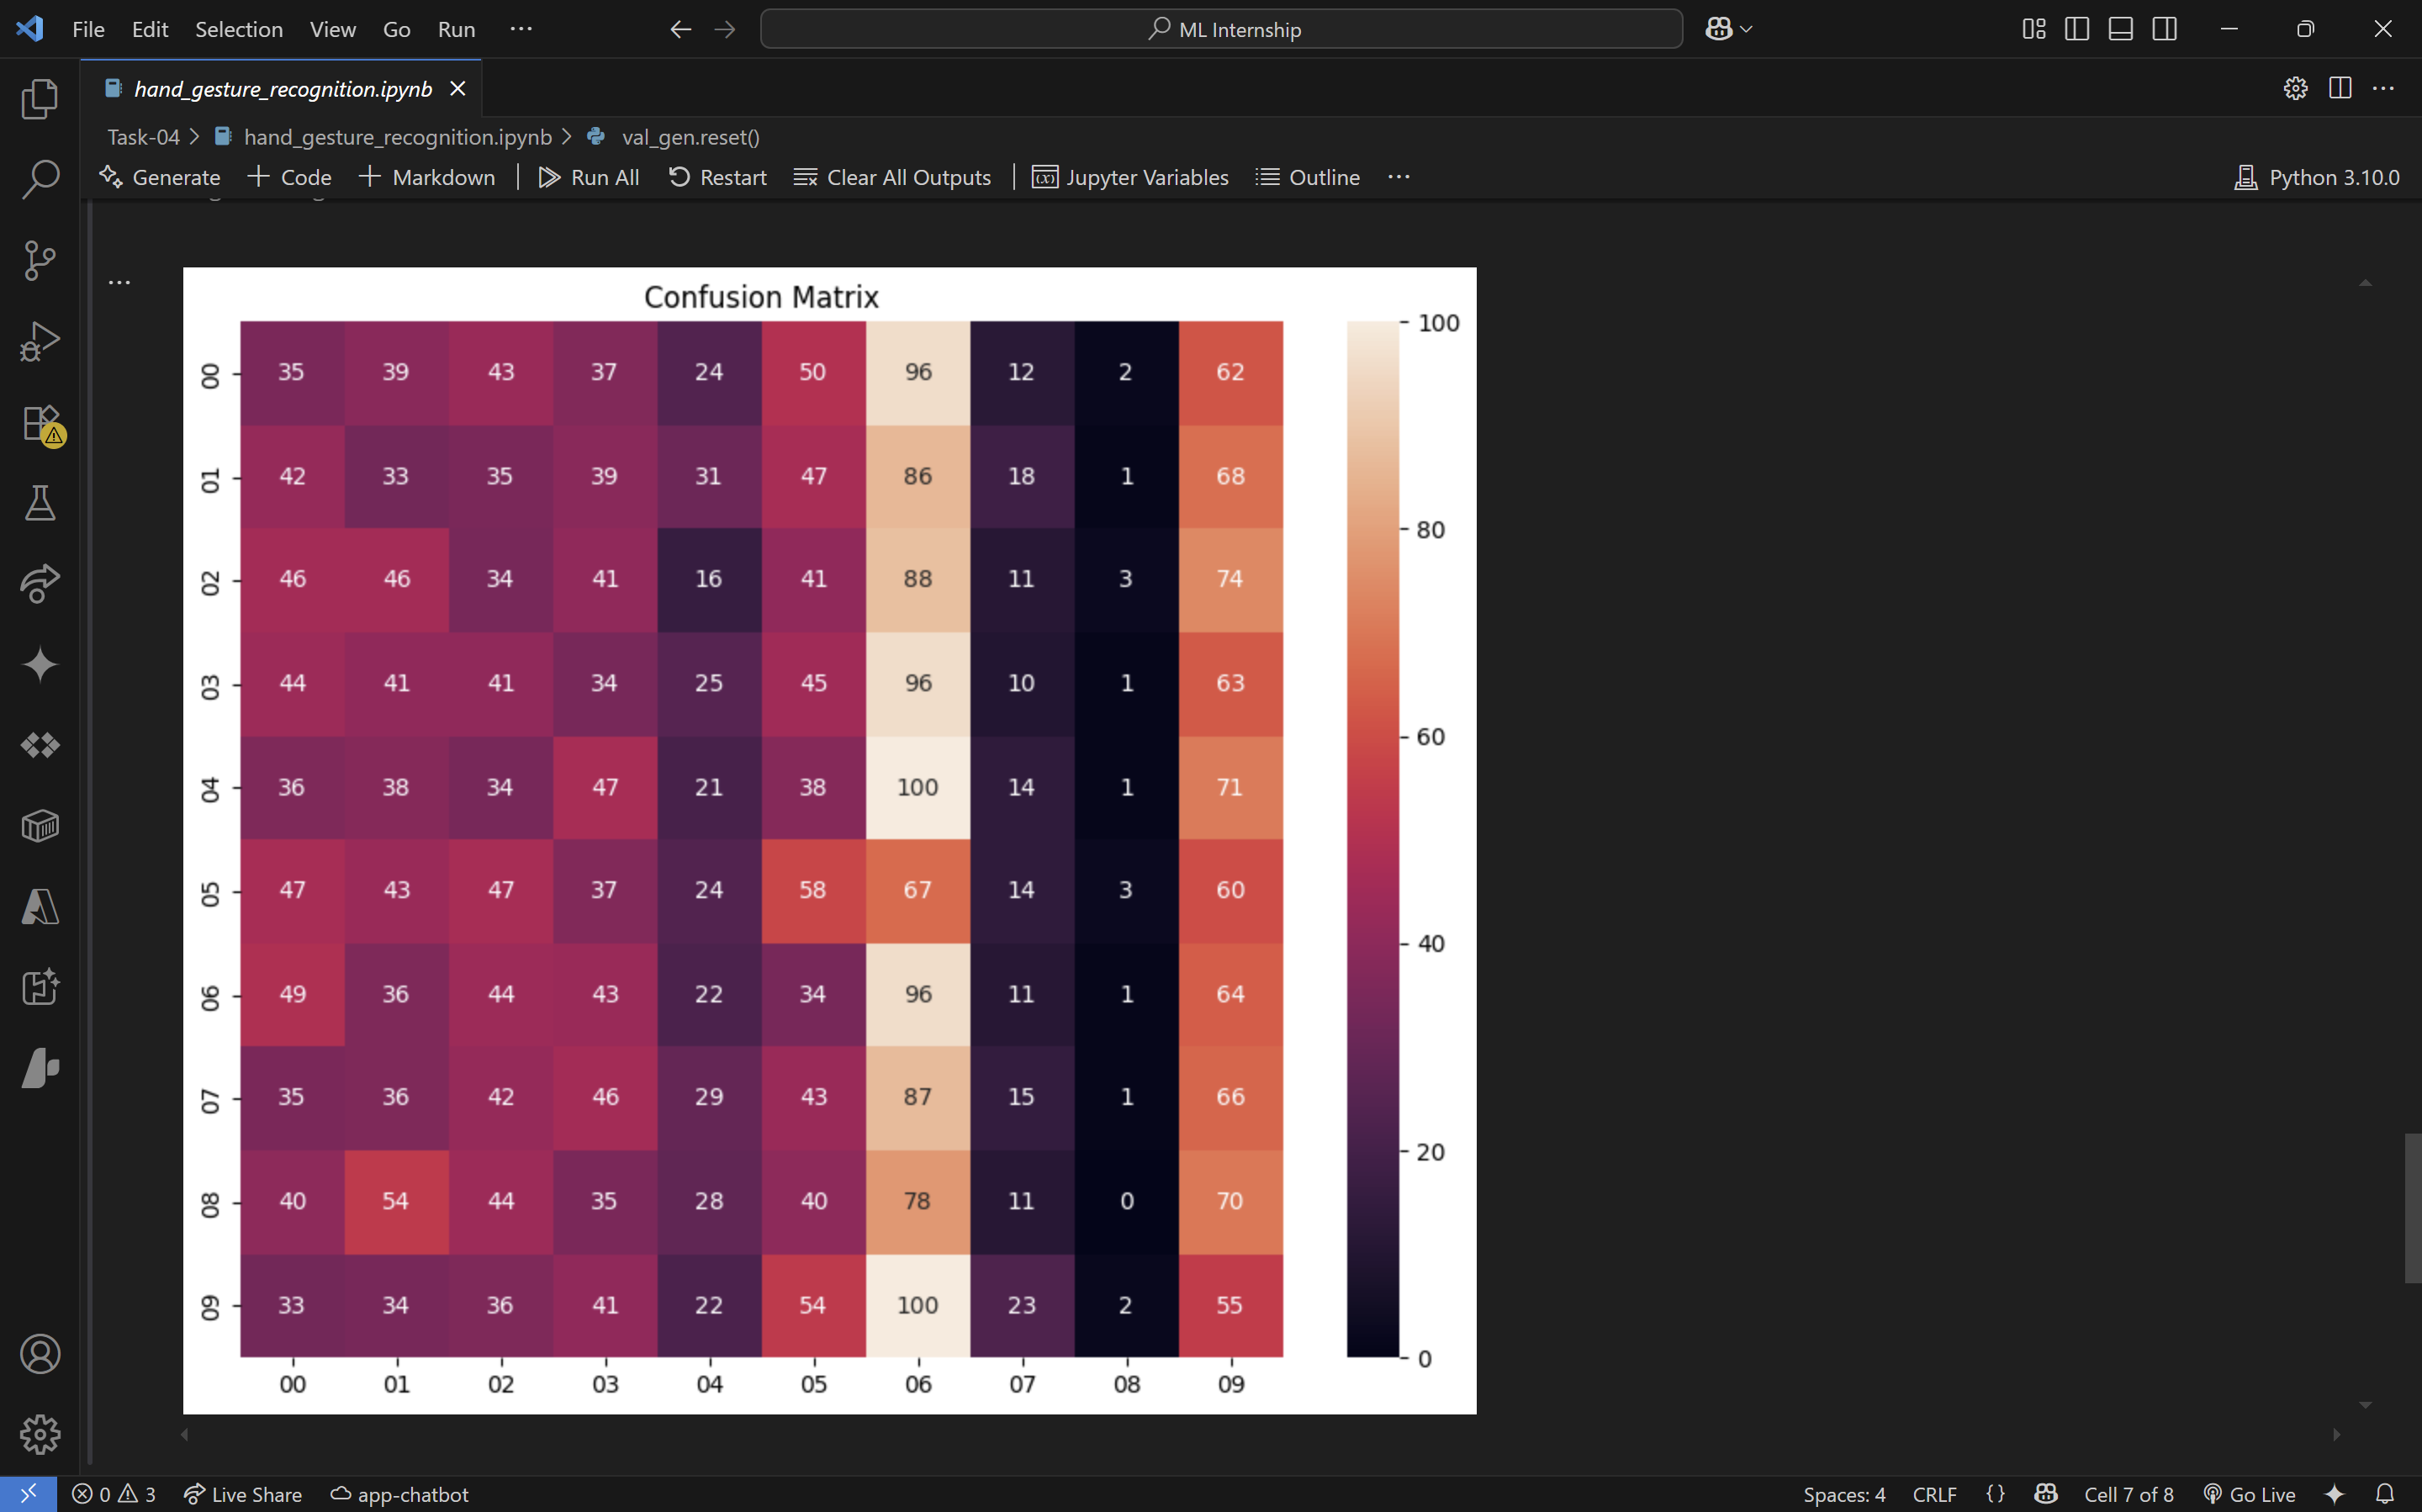 File Edit Selection View Go Run ··· ML Internship
hand_gesture_recognition.ipynb
Task-04 > hand_gesture_recognition.ipynb > val_gen.reset()
Generate + Code + Markdown Run All Restart Clear All Outputs Jupyter Variables Outline ··· Python 3.10.0
Confusion Matrix
00 35 39 43 37 24 50 96 12 2 62
01 42 33 35 39 31 47 86 18 1 68
02 46 46 34 41 16 41 88 11 3 74
03 44 41 41 34 25 45 96 10 1 63
04 36 38 34 47 21 38 100 14 1 71
05 47 43 47 37 24 58 67 14 3 60
06 49 36 44 43 22 34 96 11 1 64
07 35 36 42 46 29 43 87 15 1 66
08 40 54 44 35 28 40 78 11 0 70
09 33 34 36 41 22 54 100 23 2 55
00 01 02 03 04 05 06 07 08 09
100
80
60
40
20
0
0 3 Live Share app-chatbot Spaces: 4 CRLF {} Cell 7 of 8 Go Live